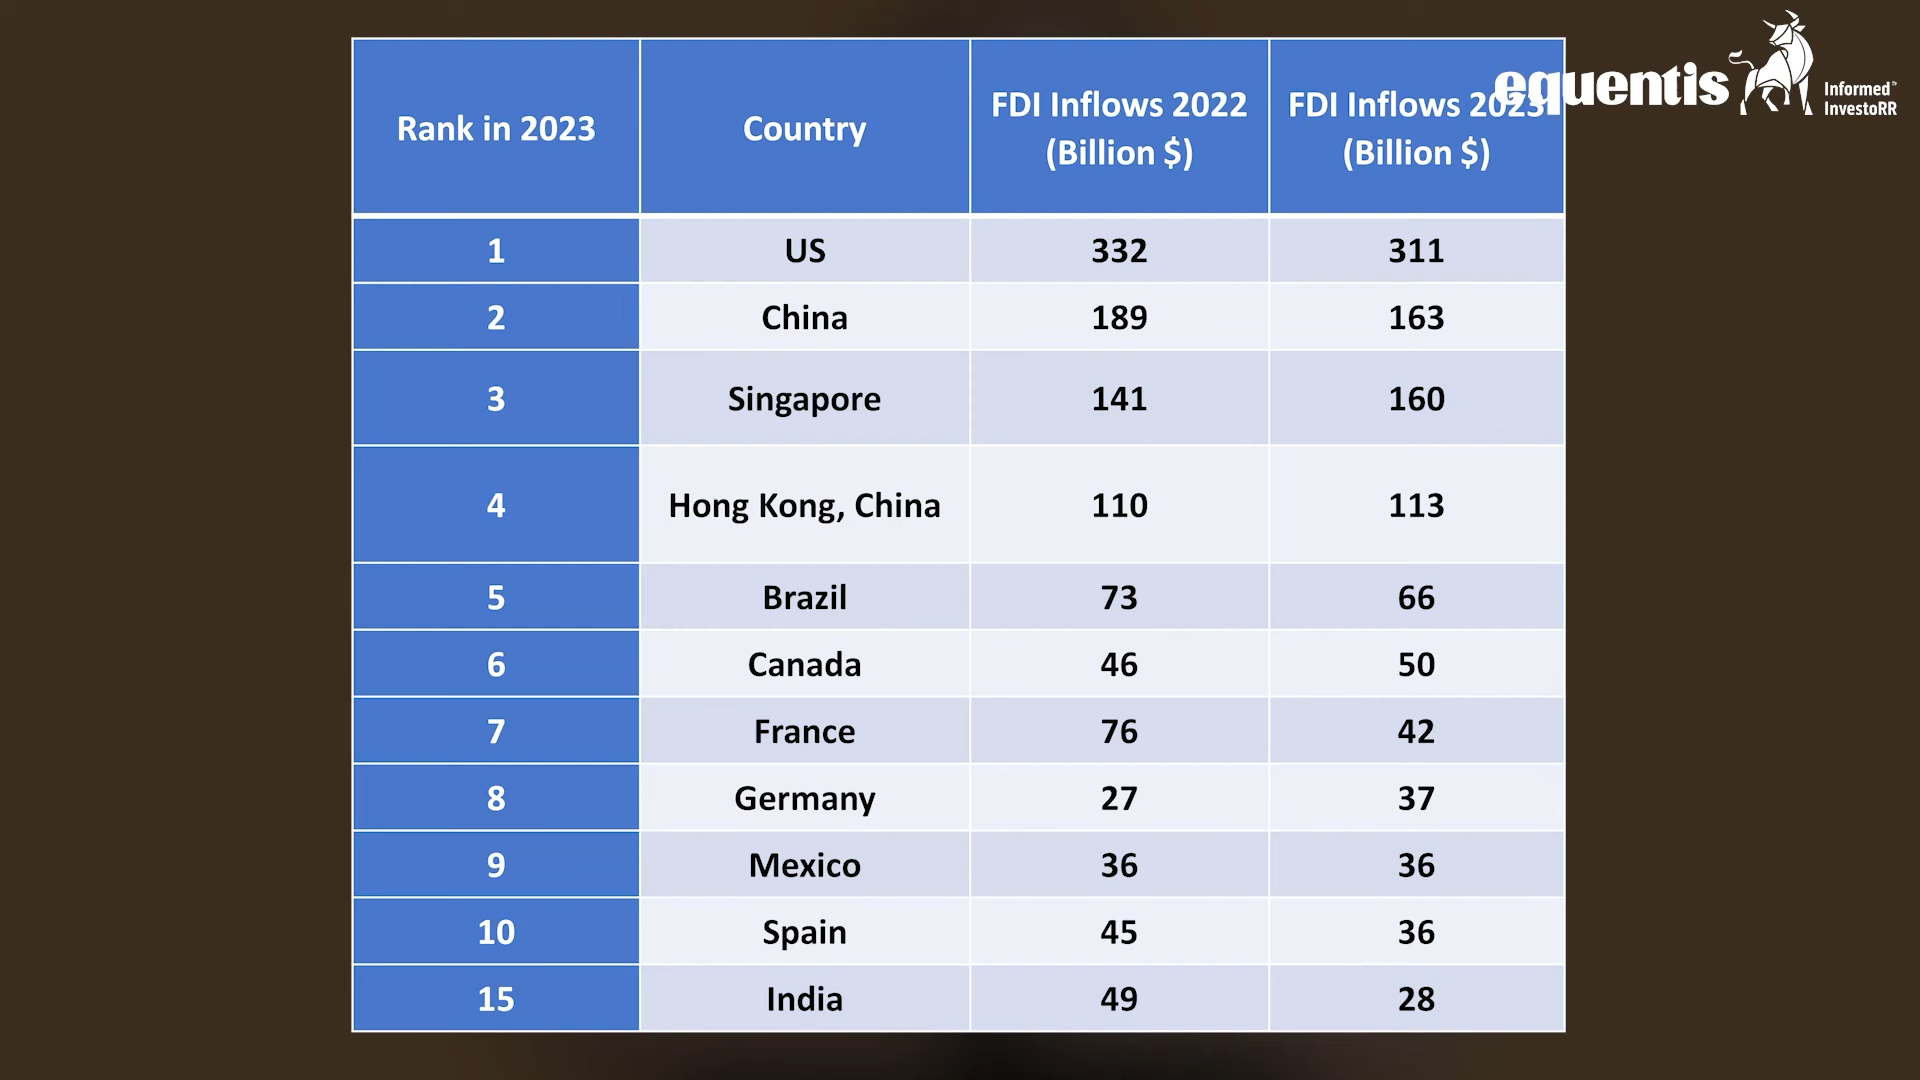 Rank in 2023 Country FDI Inflows 2022 (Billion $) FDI Inflows 2023 (Billion $)
equentis Informed InvestoRR
1 US 332 311
2 China 189 163
3 Singapore 141 160
4 Hong Kong, China 110 113
5 Brazil 73 66
6 Canada 46 50
7 France 76 42
8 Germany 27 37
9 Mexico 36 36
10 Spain 45 36
15 India 49 28